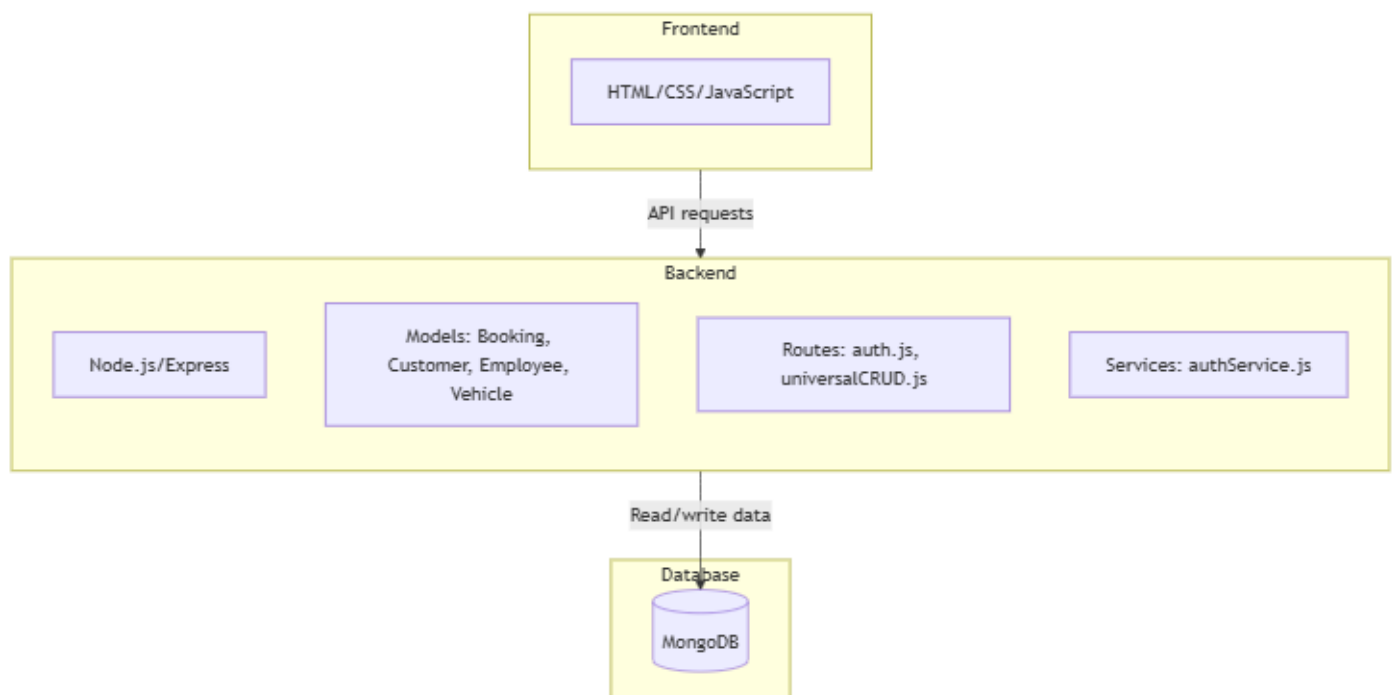 Frontend
HTML/CSS/JavaScript
API requests
Backend
Node.js/Express
Models: Booking,
Customer, Employee,
Vehicle
Routes: auth.js,
universalCRUD.js
Services: authService.js
Read/write data
Database
MongoDB